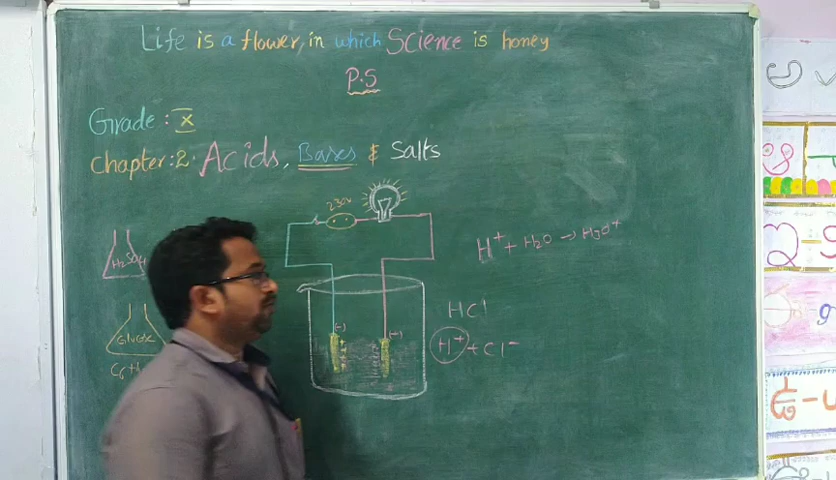 Life is a flower, in which Science is honey
P.S
Grade : X
Chapter:2. Acids, Bases & Salts
230v
H⁺ + H₂O → H₃O⁺
H₂SO₄
HCl
Glucose
H⁺ + Cl⁻
C₆H